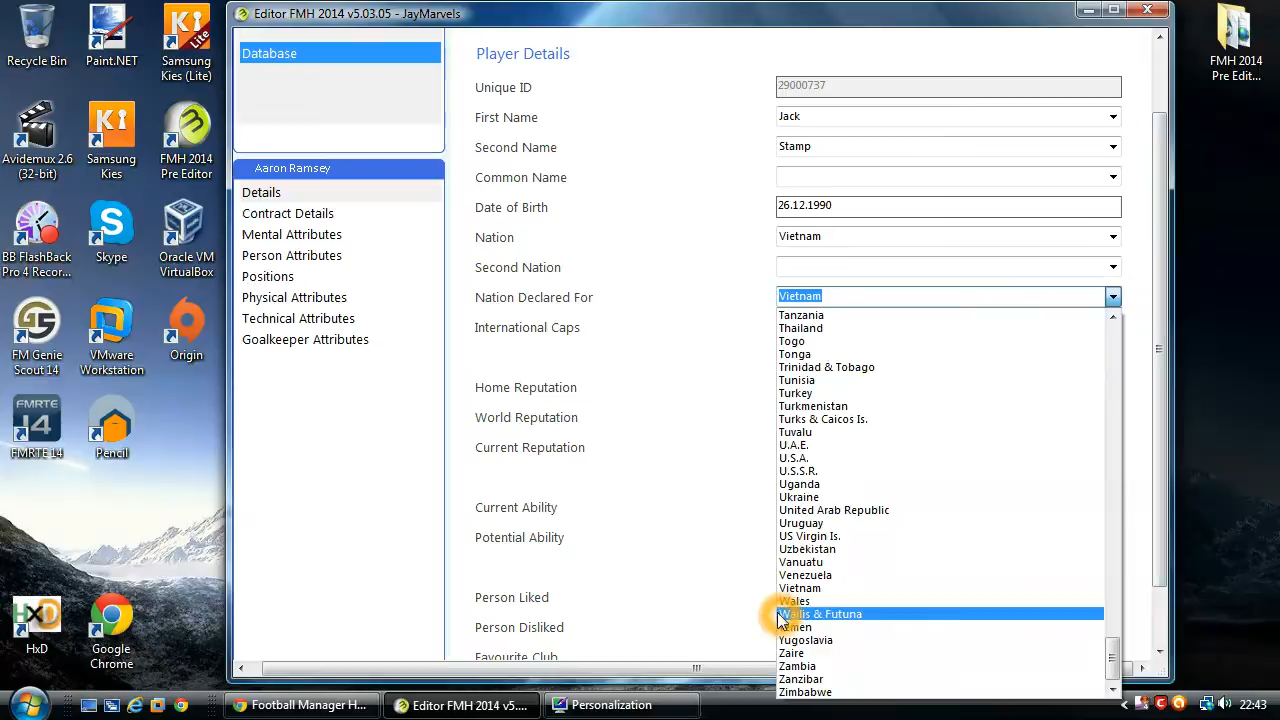 Recycle Bin
Paint.NET
Samsung
Kies (Lite)
Avidemux 2.6
(32-bit)
Samsung
Kies
FMH 2014
Pre Editor
BB FlashBack
Pro 4 Recor...
Skype
Oracle VM
VirtualBox
FM Genie
Scout 14
VMware
Workstation
Origin
FMRTE
14
FMRTE 14
Pencil
HxD
HxD
Google
Chrome
Lite
Editor FMH 2014 v5.03.05 - JayMarvels
Database
Aaron Ramsey
Details
Contract Details
Mental Attributes
Person Attributes
Positions
Physical Attributes
Technical Attributes
Goalkeeper Attributes
Player Details
Unique ID 29000737
First Name Jack
Second Name Stamp
Common Name
Date of Birth 26.12.1990
Nation Vietnam
Second Nation
Nation Declared For Vietnam
International Caps
Home Reputation
World Reputation
Current Reputation
Current Ability
Potential Ability
Person Liked
Person Disliked
Favourite Club
Tanzania
Thailand
Togo
Tonga
Trinidad & Tobago
Tunisia
Turkey
Turkmenistan
Turks & Caicos Is.
Tuvalu
U.A.E.
U.S.A.
U.S.S.R.
Uganda
Ukraine
United Arab Republic
Uruguay
US Virgin Is.
Uzbekistan
Vanuatu
Venezuela
Vietnam
Wales
Wallis & Futuna
Yemen
Yugoslavia
Zaire
Zambia
Zanzibar
Zimbabwe
FMH 2014
Pre Edit...
Football Manager H...
Editor FMH 2014 v5....
Personalization
22:43